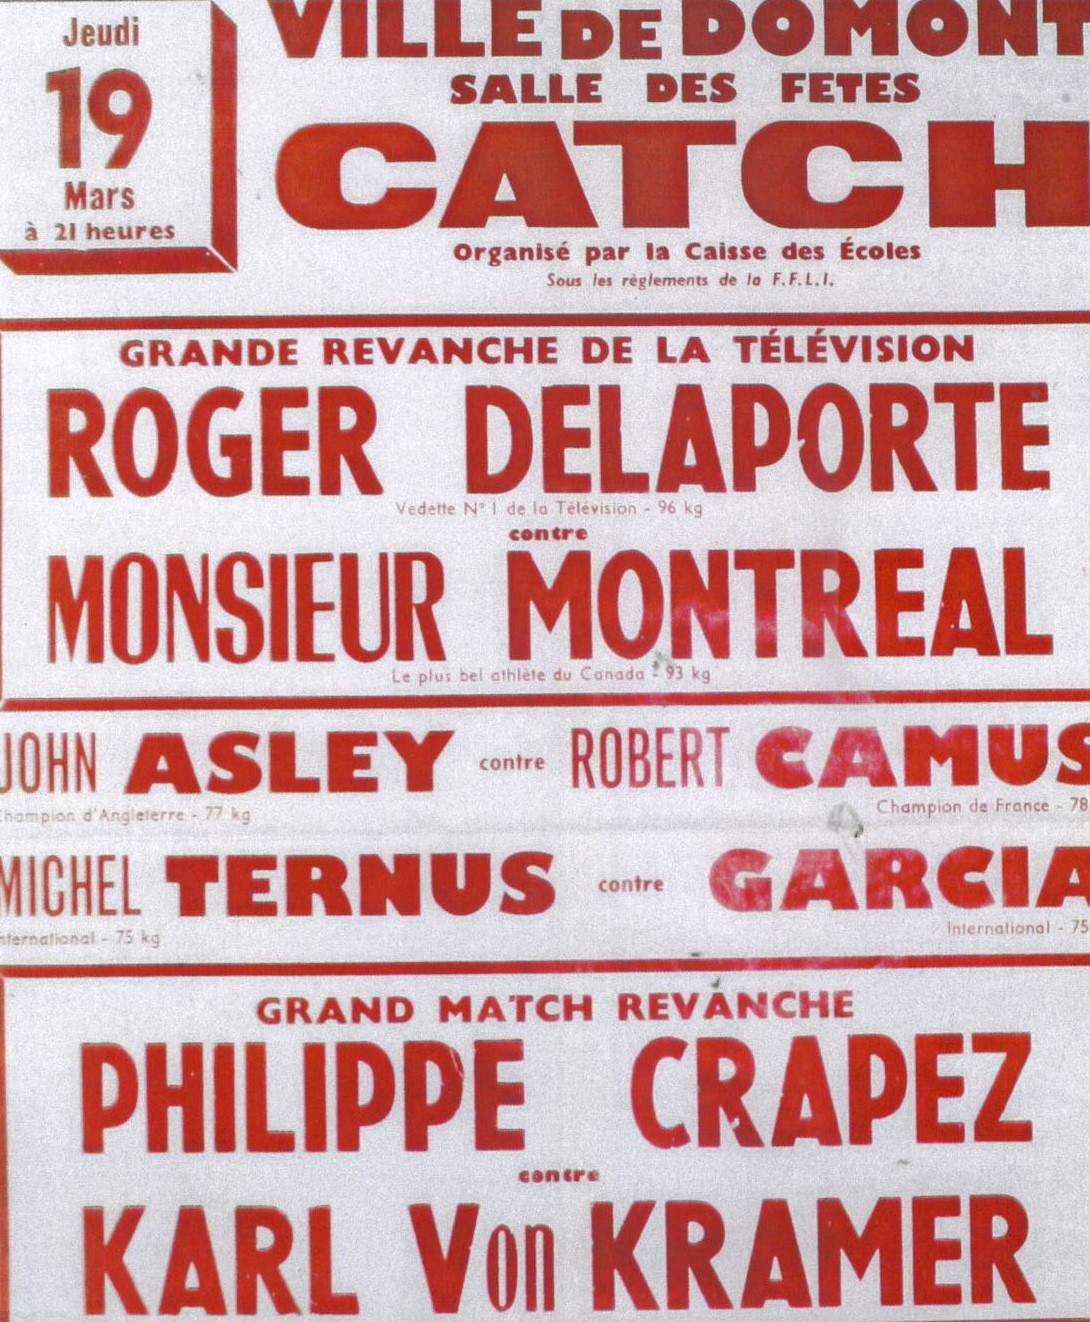 Jeudi
19
Mars
à 21 heures
VILLE DE DOMONT
SALLE DES FETES
CATCH
Organisé par la Caisse des Écoles
Sous les règlements de la F.F.L.I.
GRANDE REVANCHE DE LA TÉLÉVISION
ROGER DELAPORTE
Vedette N° 1 de la Télévision - 96 kg
contre
MONSIEUR MONTREAL
Le plus bel athlète du Canada - 93 kg
JOHN ASLEY contre ROBERT CAMUS
Champion d'Angleterre - 77 kg Champion de France - 78
MICHEL TERNUS contre GARCIA
International - 75 kg International - 75
GRAND MATCH REVANCHE
PHILIPPE CRAPEZ
contre
KARL Von KRAMER